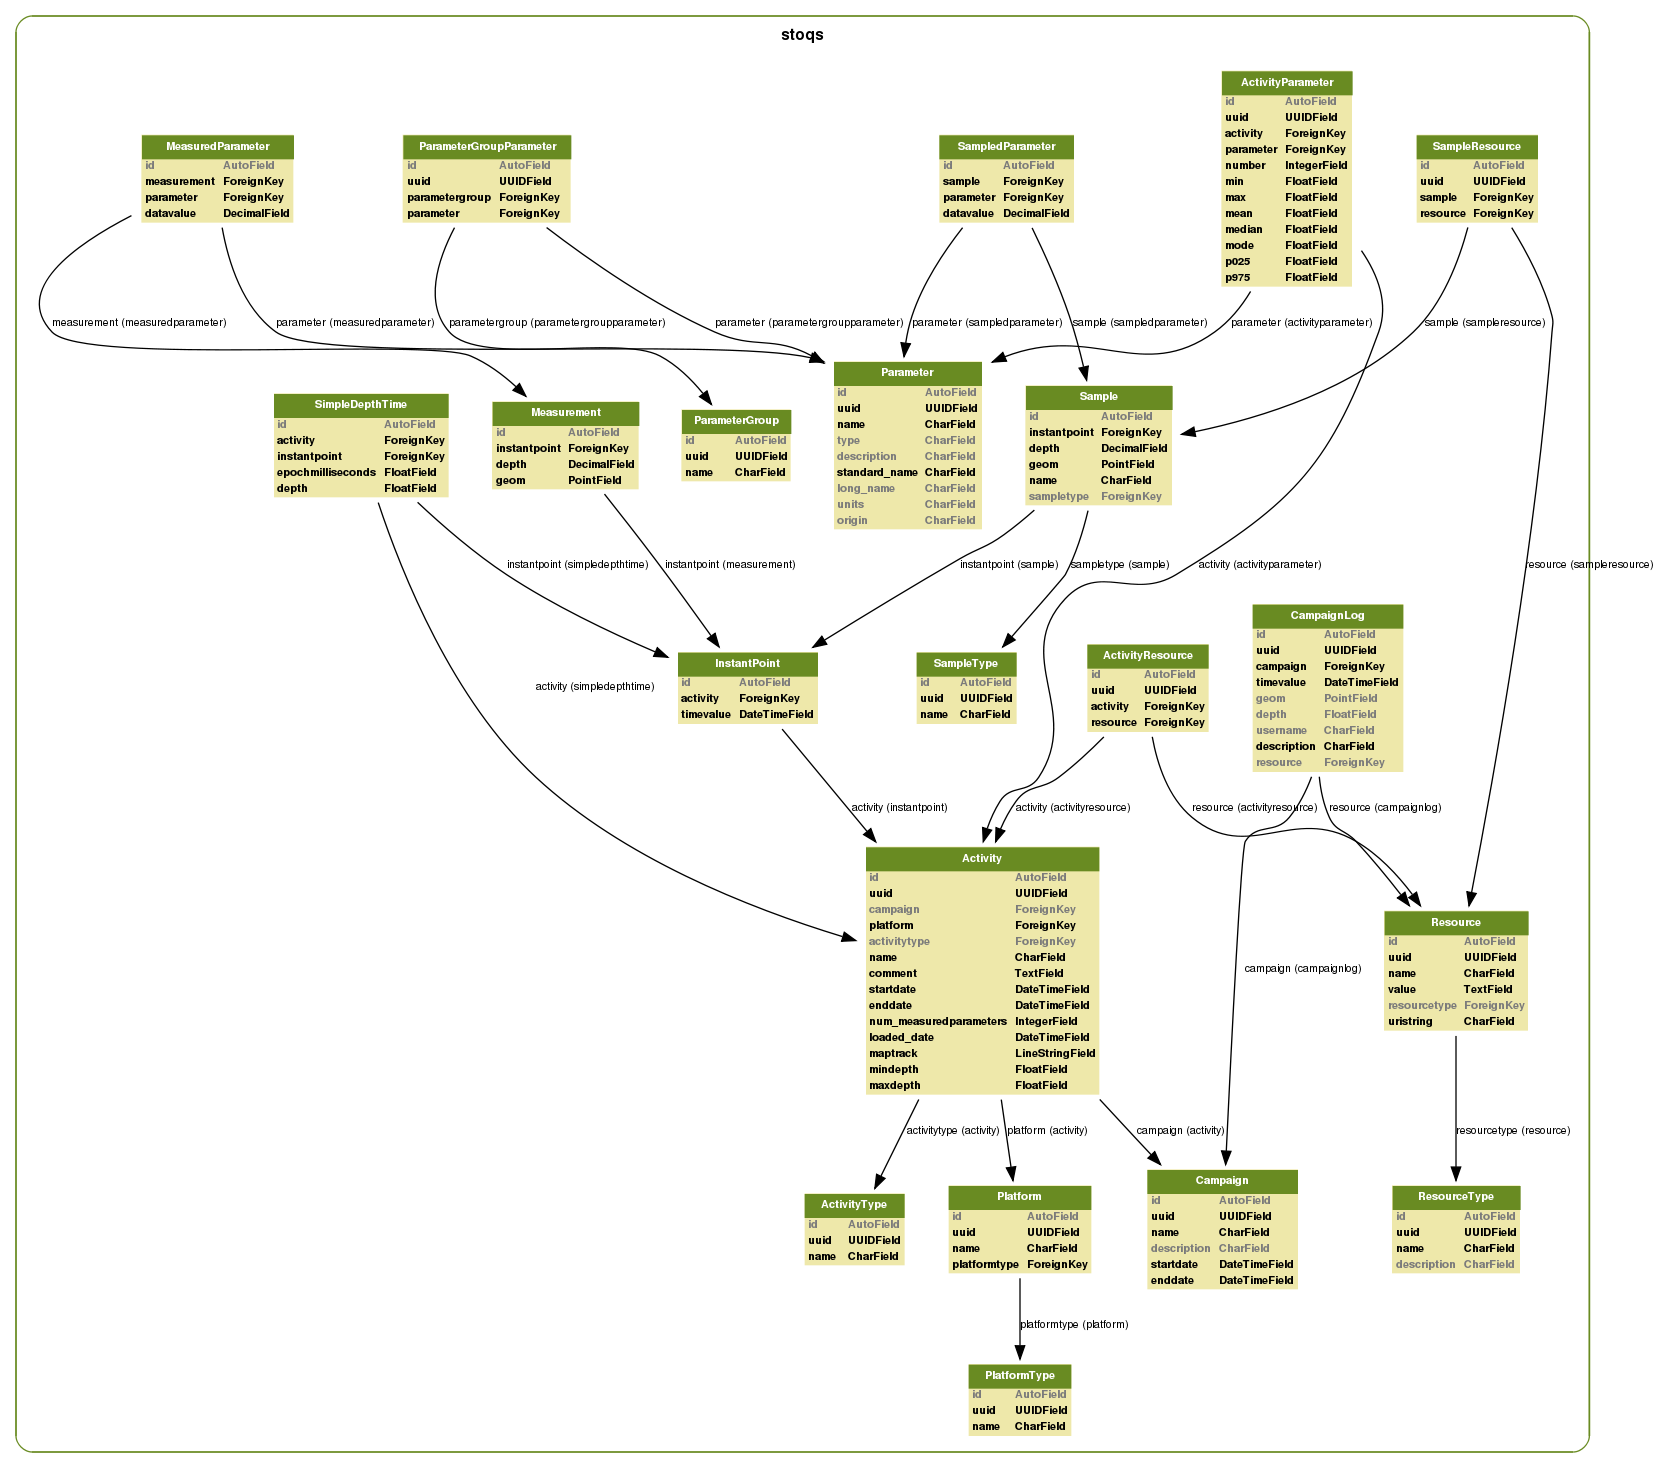 stoqs
ActivityParameter
id AutoField
uuid UUIDField
activity ForeignKey
parameter ForeignKey
number IntegerField
min FloatField
max FloatField
mean FloatField
median FloatField
mode FloatField
p025 FloatField
p975 FloatField
MeasuredParameter
id AutoField
measurement ForeignKey
parameter ForeignKey
datavalue DecimalField
ParameterGroupParameter
id AutoField
uuid UUIDField
parametergroup ForeignKey
parameter ForeignKey
SampledParameter
id AutoField
sample ForeignKey
parameter ForeignKey
datavalue DecimalField
SampleResource
id AutoField
uuid UUIDField
sample ForeignKey
resource ForeignKey
measurement (measuredparameter)
parameter (measuredparameter)
parametergroup (parametergroupparameter)
parameter (parametergroupparameter)
parameter (sampledparameter)
sample (sampledparameter)
parameter (activityparameter)
sample (sampleresource)
SimpleDepthTime
id AutoField
activity ForeignKey
instantpoint ForeignKey
epochmilliseconds FloatField
depth FloatField
Measurement
id AutoField
instantpoint ForeignKey
depth DecimalField
geom PointField
ParameterGroup
id AutoField
uuid UUIDField
name CharField
Parameter
id AutoField
uuid UUIDField
name CharField
type CharField
description CharField
standard_name CharField
long_name CharField
units CharField
origin CharField
Sample
id AutoField
instantpoint ForeignKey
depth DecimalField
geom PointField
name CharField
sampletype ForeignKey
instantpoint (simpledepthtime)
instantpoint (measurement)
instantpoint (sample)
sampletype (sample)
activity (activityparameter)
resource (sampleresource)
activity (simpledepthtime)
InstantPoint
id AutoField
activity ForeignKey
timevalue DateTimeField
SampleType
id AutoField
uuid UUIDField
name CharField
ActivityResource
id AutoField
uuid UUIDField
activity ForeignKey
resource ForeignKey
CampaignLog
id AutoField
uuid UUIDField
campaign ForeignKey
timevalue DateTimeField
geom PointField
depth FloatField
username CharField
description CharField
resource ForeignKey
activity (instantpoint)
activity (activityresource)
resource (activityresource)
resource (campaignlog)
Activity
id AutoField
uuid UUIDField
campaign ForeignKey
platform ForeignKey
activitytype ForeignKey
name CharField
comment TextField
startdate DateTimeField
enddate DateTimeField
num_measuredparameters IntegerField
loaded_date DateTimeField
maptrack LineStringField
mindepth FloatField
maxdepth FloatField
campaign (campaignlog)
Resource
id AutoField
uuid UUIDField
name CharField
value TextField
resourcetype ForeignKey
uristring CharField
activitytype (activity)
platform (activity)
campaign (activity)
resourcetype (resource)
ActivityType
id AutoField
uuid UUIDField
name CharField
Platform
id AutoField
uuid UUIDField
name CharField
platformtype ForeignKey
Campaign
id AutoField
uuid UUIDField
name CharField
description CharField
startdate DateTimeField
enddate DateTimeField
ResourceType
id AutoField
uuid UUIDField
name CharField
description CharField
platformtype (platform)
PlatformType
id AutoField
uuid UUIDField
name CharField